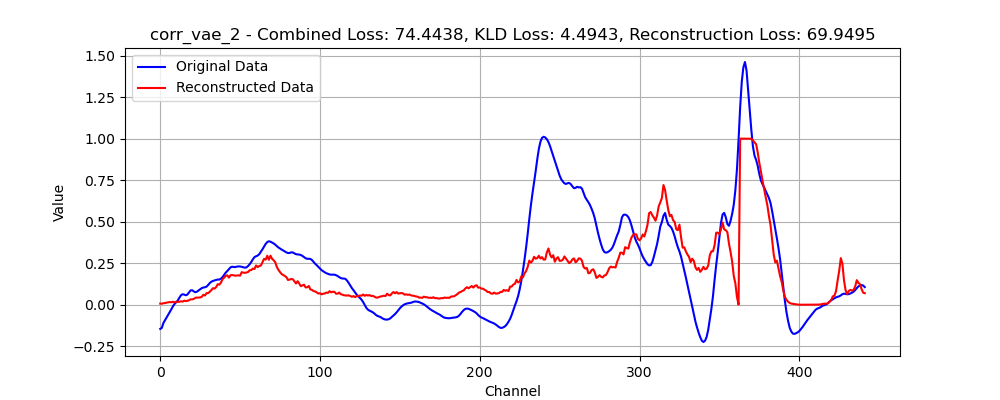 corr_vae_2 - Combined Loss: 74.4438, KLD Loss: 4.4943, Reconstruction Loss: 69.9495
Original Data
Reconstructed Data
1.50
1.25
1.00
0.75
0.50
0.25
0.00
−0.25
Value
0 100 200 300 400
Channel